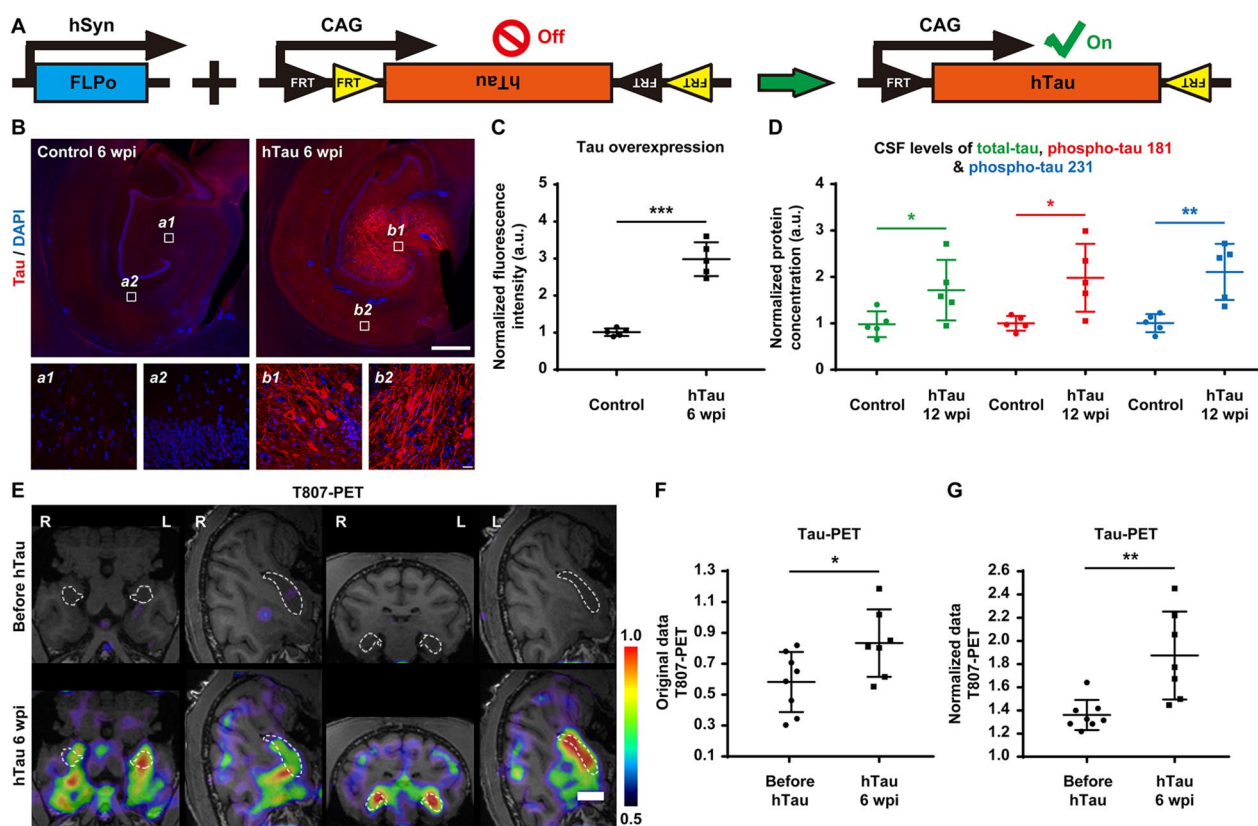 A
hSyn
FLPo
CAG
Off
FRT
FRT
hTau
FRT
FRT
CAG
On
FRT
hTau
FRT
B
Tau / DAPI
Control 6 wpi
a1
a2
hTau 6 wpi
b1
b2
a1
a2
b1
b2
C
Tau overexpression
Normalized fluorescence
intensity (a.u.)
5
4
3
2
1
0
***
Control
hTau
6 wpi
D
CSF levels of total-tau, phospho-tau 181
& phospho-tau 231
Normalized protein
concentration (a.u.)
4
3
2
1
0
*
*
**
Control
hTau
12 wpi
Control
hTau
12 wpi
Control
hTau
12 wpi
E
T807-PET
Before hTau
R
L
R
R
L
L
hTau 6 wpi
1.0
0.5
F
Tau-PET
Original data
T807-PET
1.3
1.1
0.9
0.7
0.5
0.3
0.1
*
Before
hTau
hTau
6 wpi
G
Tau-PET
Normalized data
T807-PET
2.6
2.4
2.2
2.0
1.8
1.6
1.4
1.2
1.0
**
Before
hTau
hTau
6 wpi